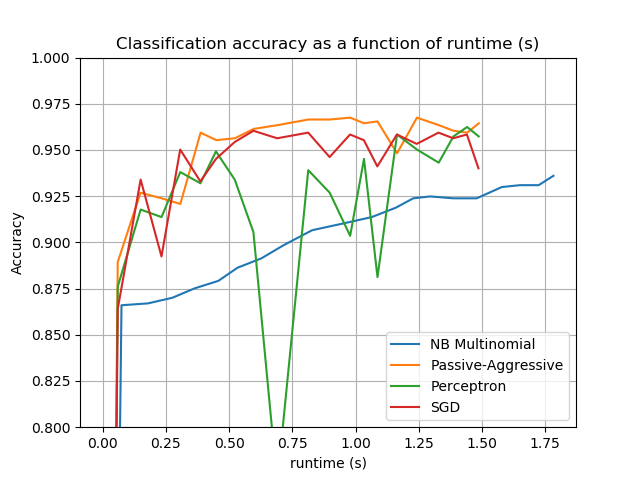 Classification accuracy as a function of runtime (s)
1.000
0.975
0.950
0.925
0.900
0.875
0.850
0.825
0.800
Accuracy
NB Multinomial
Passive-Aggressive
Perceptron
SGD
0.00 0.25 0.50 0.75 1.00 1.25 1.50 1.75
runtime (s)